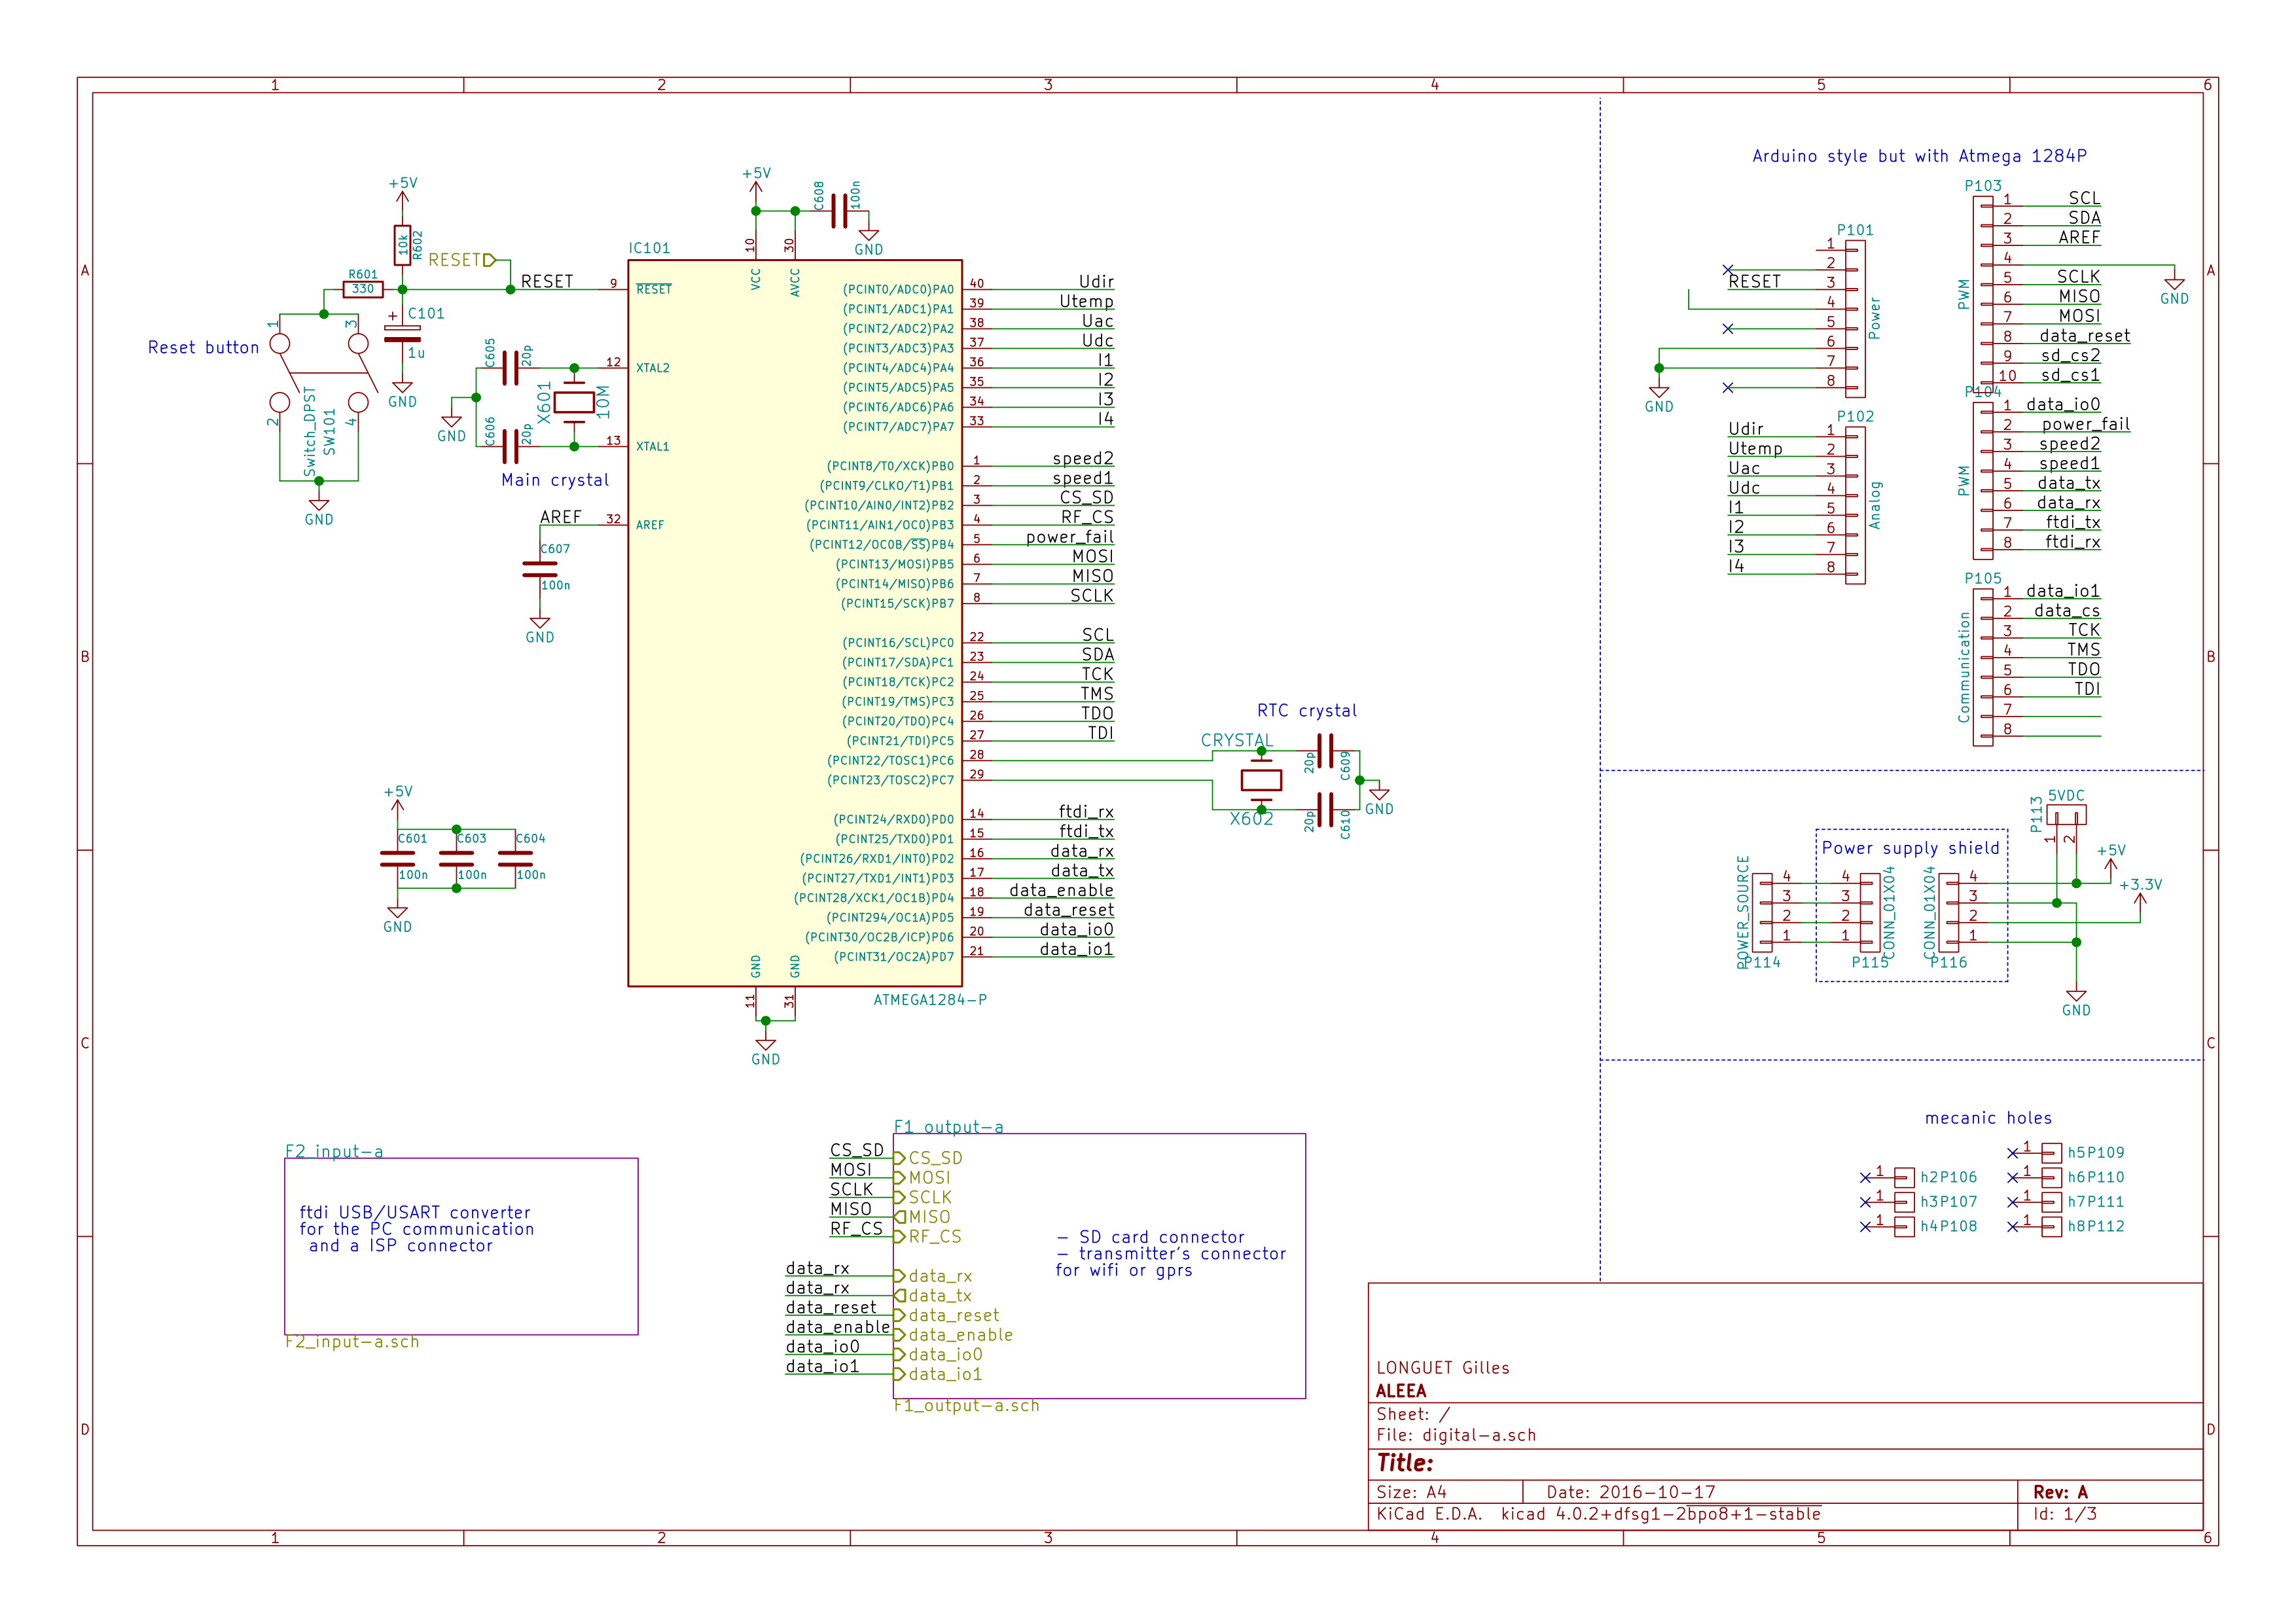 1 2 3 4 5 6
A
B
C
D
Reset button
+5V
10k
R602
RESET
R601
330
RESET
C101
+
1u
GND
1 3
2 4
Switch_DPST
SW101
GND
+5V
C608
100n
GND
IC101
10 VCC
30 AVCC
9 RESET
12 XTAL2
13 XTAL1
32 AREF
C605
20p
C606
20p
X601
10M
GND
Main crystal
AREF
C607
100n
GND
(PCINT0/ADC0)PA0 40 Udir
(PCINT1/ADC1)PA1 39 Utemp
(PCINT2/ADC2)PA2 38 Uac
(PCINT3/ADC3)PA3 37 Udc
(PCINT4/ADC4)PA4 36 I1
(PCINT5/ADC5)PA5 35 I2
(PCINT6/ADC6)PA6 34 I3
(PCINT7/ADC7)PA7 33 I4
(PCINT8/T0/XCK)PB0 1 speed2
(PCINT9/CLKO/T1)PB1 2 speed1
(PCINT10/AIN0/INT2)PB2 3 CS_SD
(PCINT11/AIN1/OC0)PB3 4 RF_CS
(PCINT12/OC0B/SS)PB4 5 power_fail
(PCINT13/MOSI)PB5 6 MOSI
(PCINT14/MISO)PB6 7 MISO
(PCINT15/SCK)PB7 8 SCLK
(PCINT16/SCL)PC0 22 SCL
(PCINT17/SDA)PC1 23 SDA
(PCINT18/TCK)PC2 24 TCK
(PCINT19/TMS)PC3 25 TMS
(PCINT20/TDO)PC4 26 TDO
(PCINT21/TDI)PC5 27 TDI
(PCINT22/TOSC1)PC6 28
(PCINT23/TOSC2)PC7 29
(PCINT24/RXD0)PD0 14 ftdi_rx
(PCINT25/TXD0)PD1 15 ftdi_tx
(PCINT26/RXD1/INT0)PD2 16 data_rx
(PCINT27/TXD1/INT1)PD3 17 data_tx
(PCINT28/XCK1/OC1B)PD4 18 data_enable
(PCINT294/OC1A)PD5 19 data_reset
(PCINT30/OC2B/ICP)PD6 20 data_io0
(PCINT31/OC2A)PD7 21 data_io1
GND 11
GND 31
GND
ATMEGA1284-P
RTC crystal
CRYSTAL
X602
20p
C609
20p
C610
GND
+5V
C601
100n
C603
100n
C604
100n
GND
F2_input-a
ftdi USB/USART converter
for the PC communication
and a ISP connector
F2_input-a.sch
F1_output-a
CS_SD CS_SD
MOSI MOSI
SCLK SCLK
MISO MISO
RF_CS RF_CS
data_rx data_rx
data_rx data_tx
data_reset data_reset
data_enable data_enable
data_io0 data_io0
data_io1 data_io1
- SD card connector
- transmitter's connector
for wifi or gprs
F1_output-a.sch
Arduino style but with Atmega 1284P
P101
1
2
RESET 3
4
5
6
7
8
Power
GND
P102
Udir 1
Utemp 2
Uac 3
Udc 4
I1 5
I2 6
I3 7
I4 8
Analog
P103
1 SCL
2 SDA
3 AREF
4
5 SCLK
6 MISO
7 MOSI
8 data_reset
9 sd_cs2
10 sd_cs1
PWM
GND
P104
1 data_io0
2 power_fail
3 speed2
4 speed1
5 data_tx
6 data_rx
7 ftdi_tx
8 ftdi_rx
PWM
P105
1 data_io1
2 data_cs
3 TCK
4 TMS
5 TDO
6 TDI
7
8
Communication
5VDC
P113
1 2
Power supply shield
+5V
+3.3V
POWER_SOURCE
4 3 2 1
P114
4 3 2 1
CONN_01X04
P115
CONN_01X04
4 3 2 1
P116
GND
mecanic holes
1 h5P109
1 h2P106
1 h6P110
1 h3P107
1 h7P111
1 h4P108
1 h8P112
LONGUET Gilles
ALEEA
Sheet: /
File: digital-a.sch
Title:
Size: A4 Date: 2016-10-17 Rev: A
KiCad E.D.A. kicad 4.0.2+dfsg1-2bpo8+1-stable Id: 1/3
1 2 3 4 5 6
A
B
C
D